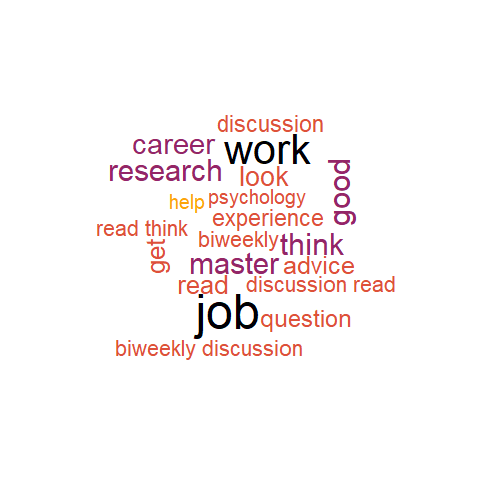 discussion
career
work
research
look
good
help
psychology
experience
read think
biweekly
think
get
master
advice
read
discussion read
job
question
biweekly discussion